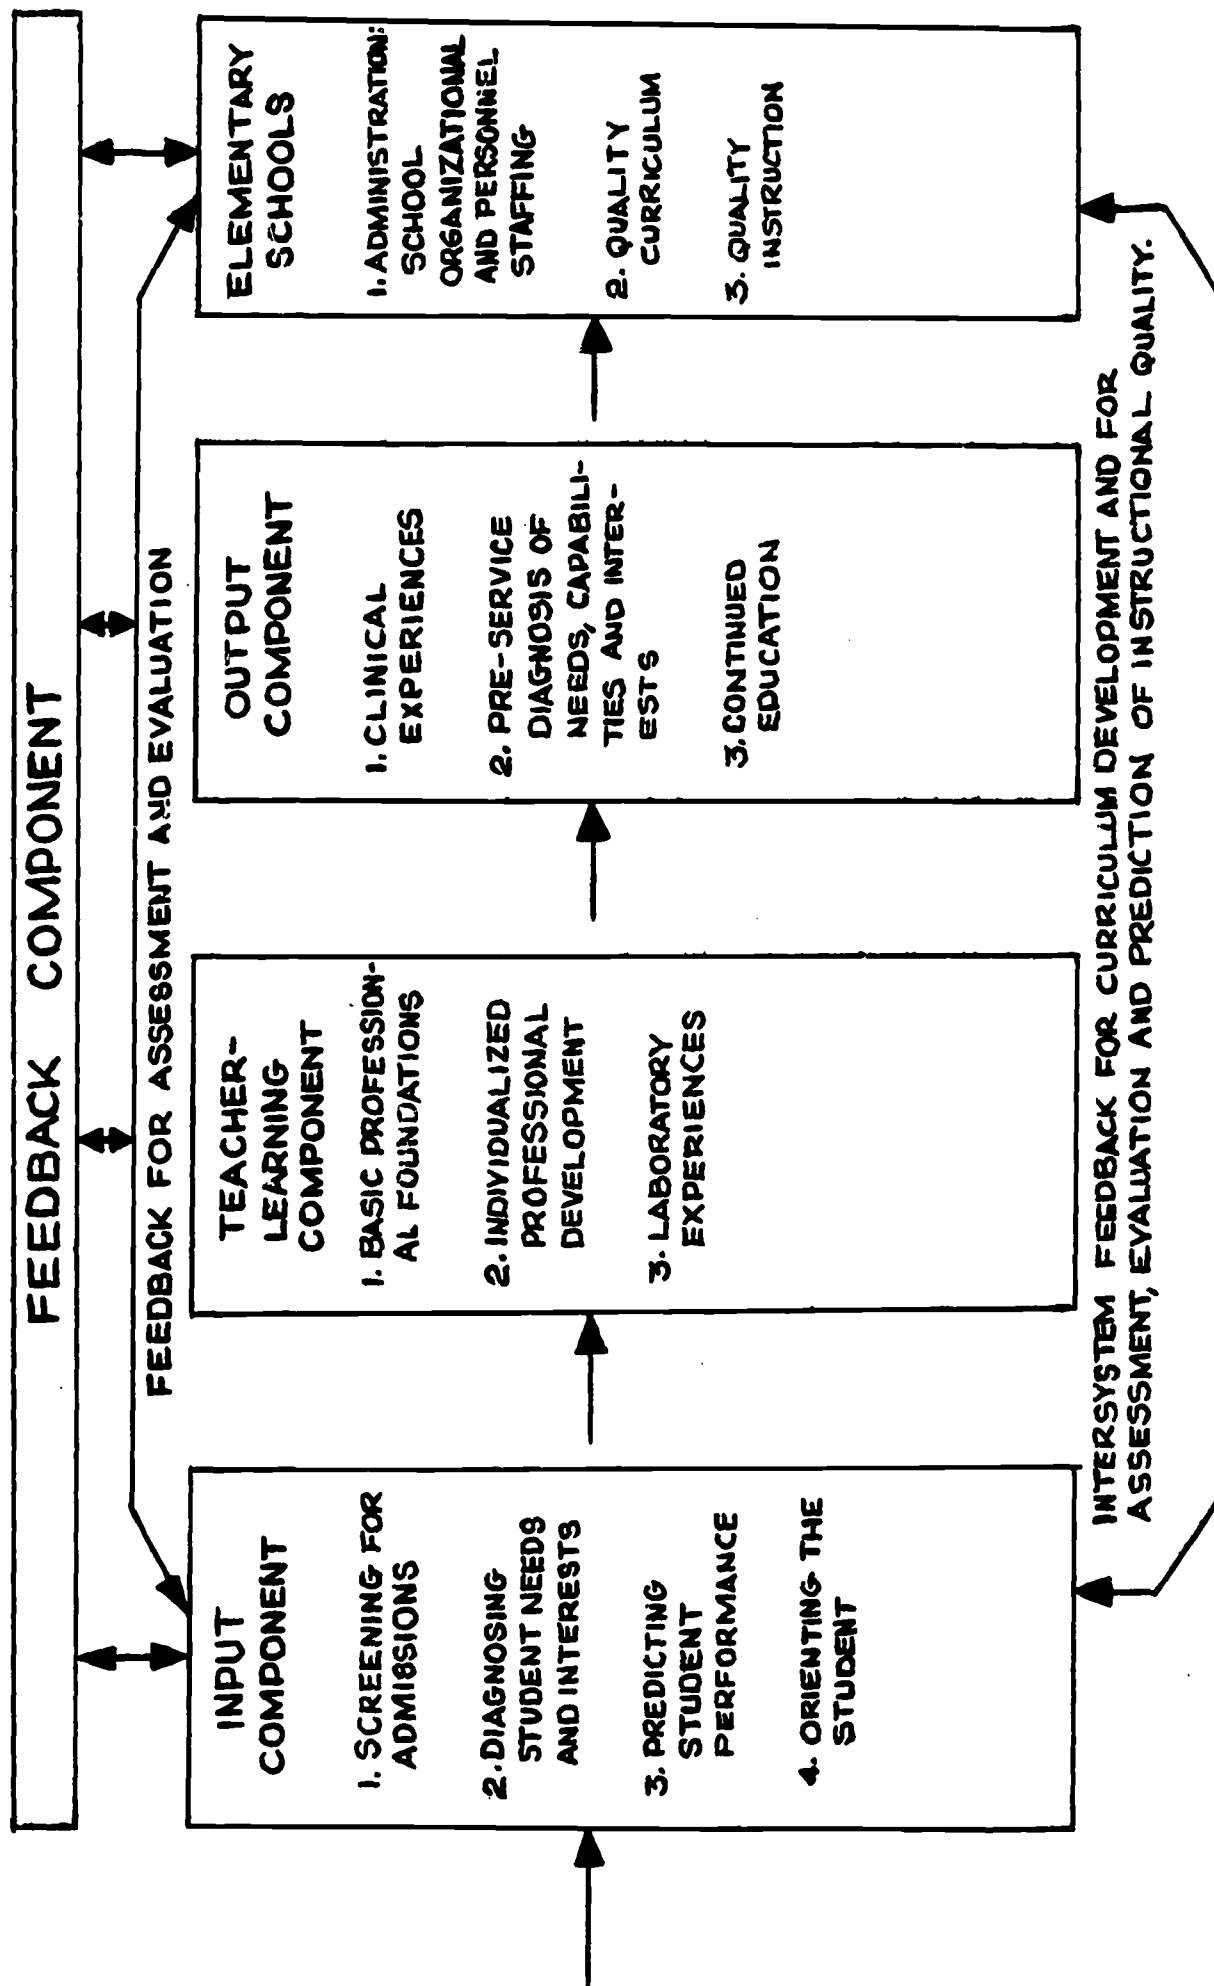 FEEDBACK COMPONENT
FEEDBACK FOR ASSESSMENT AND EVALUATION
INPUT
COMPONENT
1. SCREENING FOR
ADMISSIONS
2. DIAGNOSING
STUDENT NEEDS
AND INTERESTS
3. PREDICTING
STUDENT
PERFORMANCE
4. ORIENTING THE
STUDENT
TEACHER-
LEARNING
COMPONENT
1. BASIC PROFESSION-
AL FOUNDATIONS
2. INDIVIDUALIZED
PROFESSIONAL
DEVELOPMENT
3. LABORATORY
EXPERIENCES
OUTPUT
COMPONENT
1. CLINICAL
EXPERIENCES
2. PRE-SERVICE
DIAGNOSIS OF
NEEDS, CAPABILI-
TIES AND INTER-
ESTS
3. CONTINUED
EDUCATION
ELEMENTARY
SCHOOLS
1. ADMINISTRATION:
SCHOOL
ORGANIZATIONAL
AND PERSONNEL
STAFFING
2. QUALITY
CURRICULUM
3. QUALITY
INSTRUCTION
INTERSYSTEM FEEDBACK FOR CURRICULUM DEVELOPMENT AND FOR
ASSESSMENT, EVALUATION AND PREDICTION OF INSTRUCTIONAL QUALITY.